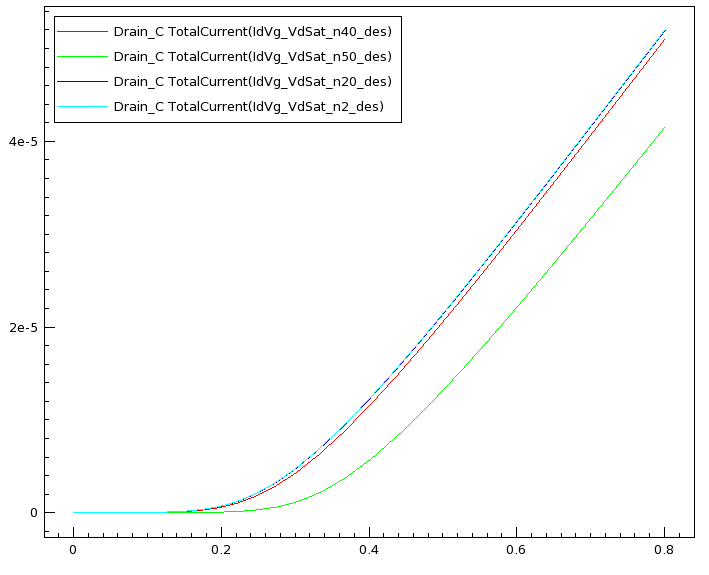 Drain_C TotalCurrent(IdVg_VdSat_n40_des)
Drain_C TotalCurrent(IdVg_VdSat_n50_des)
Drain_C TotalCurrent(IdVg_VdSat_n20_des)
Drain_C TotalCurrent(IdVg_VdSat_n2_des)
4e-5
2e-5
0
0 0.2 0.4 0.6 0.8